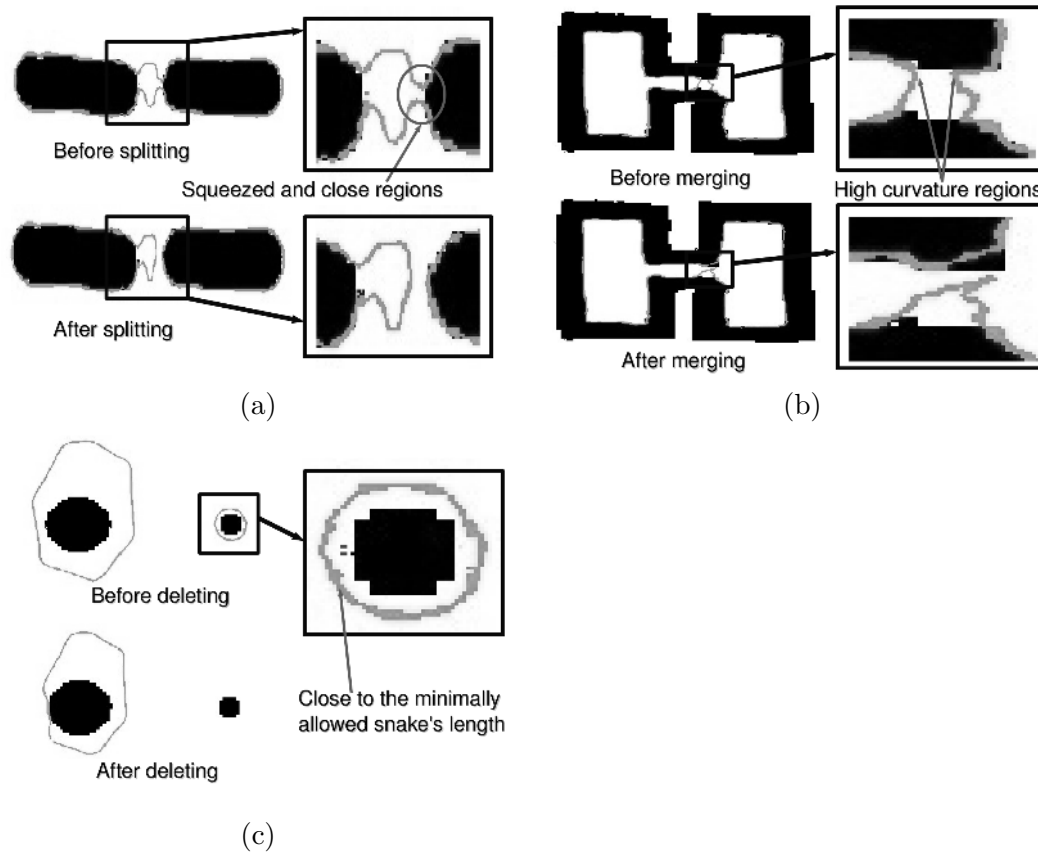 Before splitting
Squeezed and close regions
After splitting
(a)
Before merging
High curvature regions
After merging
(b)
Before deleting
Close to the minimally
allowed snake's length
After deleting
(c)